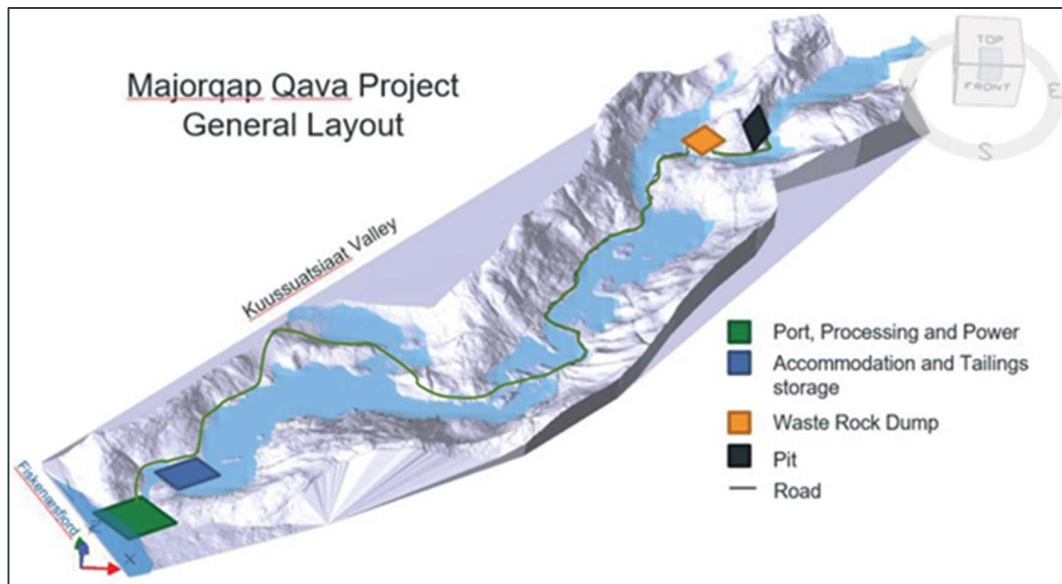 Majorqap Qava Project
General Layout
TOP
FRONT
W
E
S
Kuussuatsiaat Valley
Port, Processing and Power
Accommodation and Tailings
storage
Waste Rock Dump
Pit
Road
Fiskenæsfjord
Z
X